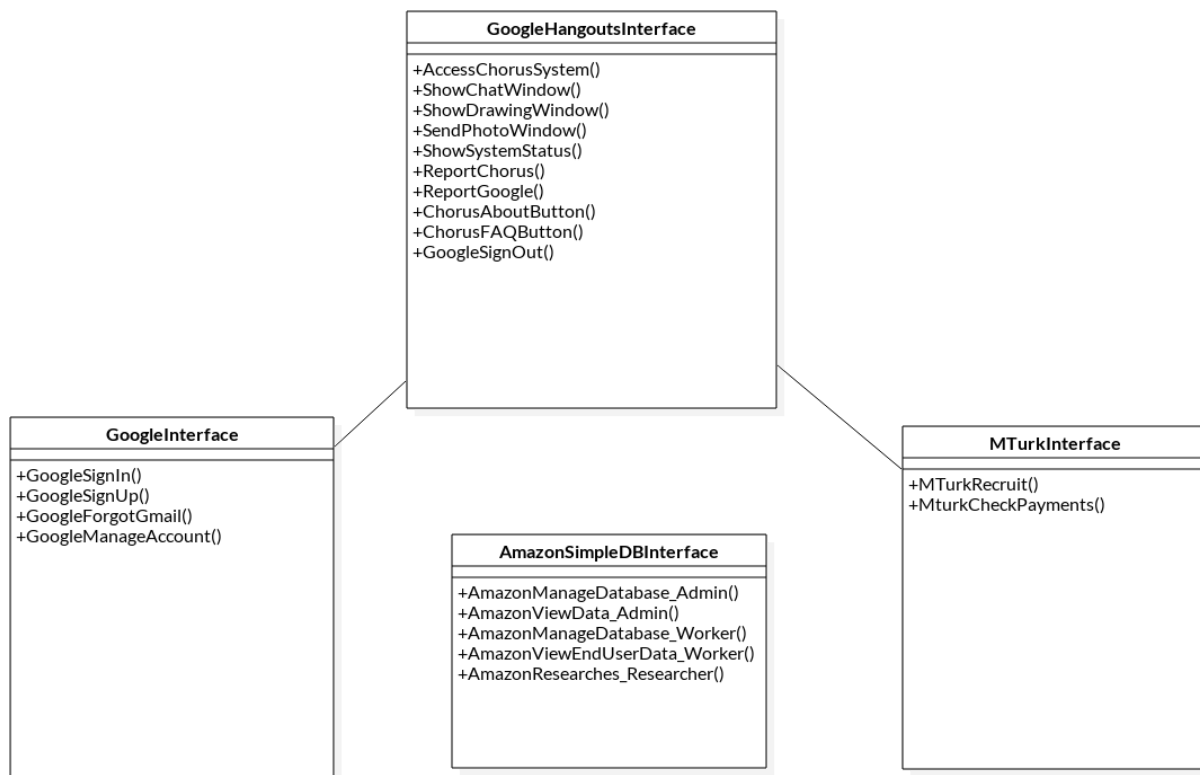 GoogleHangoutsInterface
+AccessChorusSystem()
+ShowChatWindow()
+ShowDrawingWindow()
+SendPhotoWindow()
+ShowSystemStatus()
+ReportChorus()
+ReportGoogle()
+ChorusAboutButton()
+ChorusFAQButton()
+GoogleSignOut()
GoogleInterface
+GoogleSignIn()
+GoogleSignUp()
+GoogleForgotGmail()
+GoogleManageAccount()
AmazonSimpleDBInterface
+AmazonManageDatabase_Admin()
+AmazonViewData_Admin()
+AmazonManageDatabase_Worker()
+AmazonViewEndUserData_Worker()
+AmazonResearches_Researcher()
MTurkInterface
+MTurkRecruit()
+MturkCheckPayments()